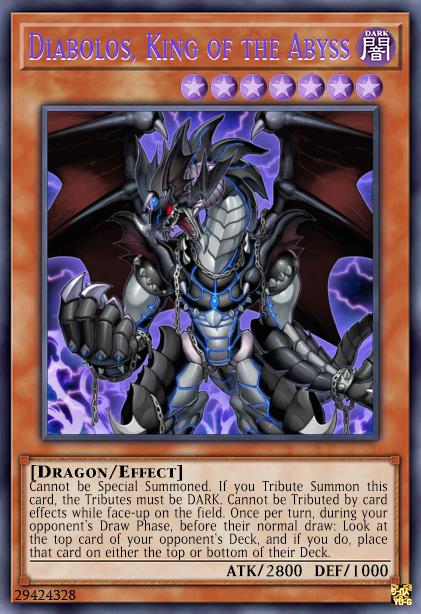 Diabolos, King of the Abyss
DARK
闇
[Dragon/Effect]
Cannot be Special Summoned. If you Tribute Summon this
card, the Tributes must be DARK. Cannot be Tributed by card
effects while face-up on the field. Once per turn, during your
opponent's Draw Phase, before their normal draw: Look at
the top card of your opponent's Deck, and if you do, place
that card on either the top or bottom of their Deck.
ATK/2800 DEF/1000
29424328